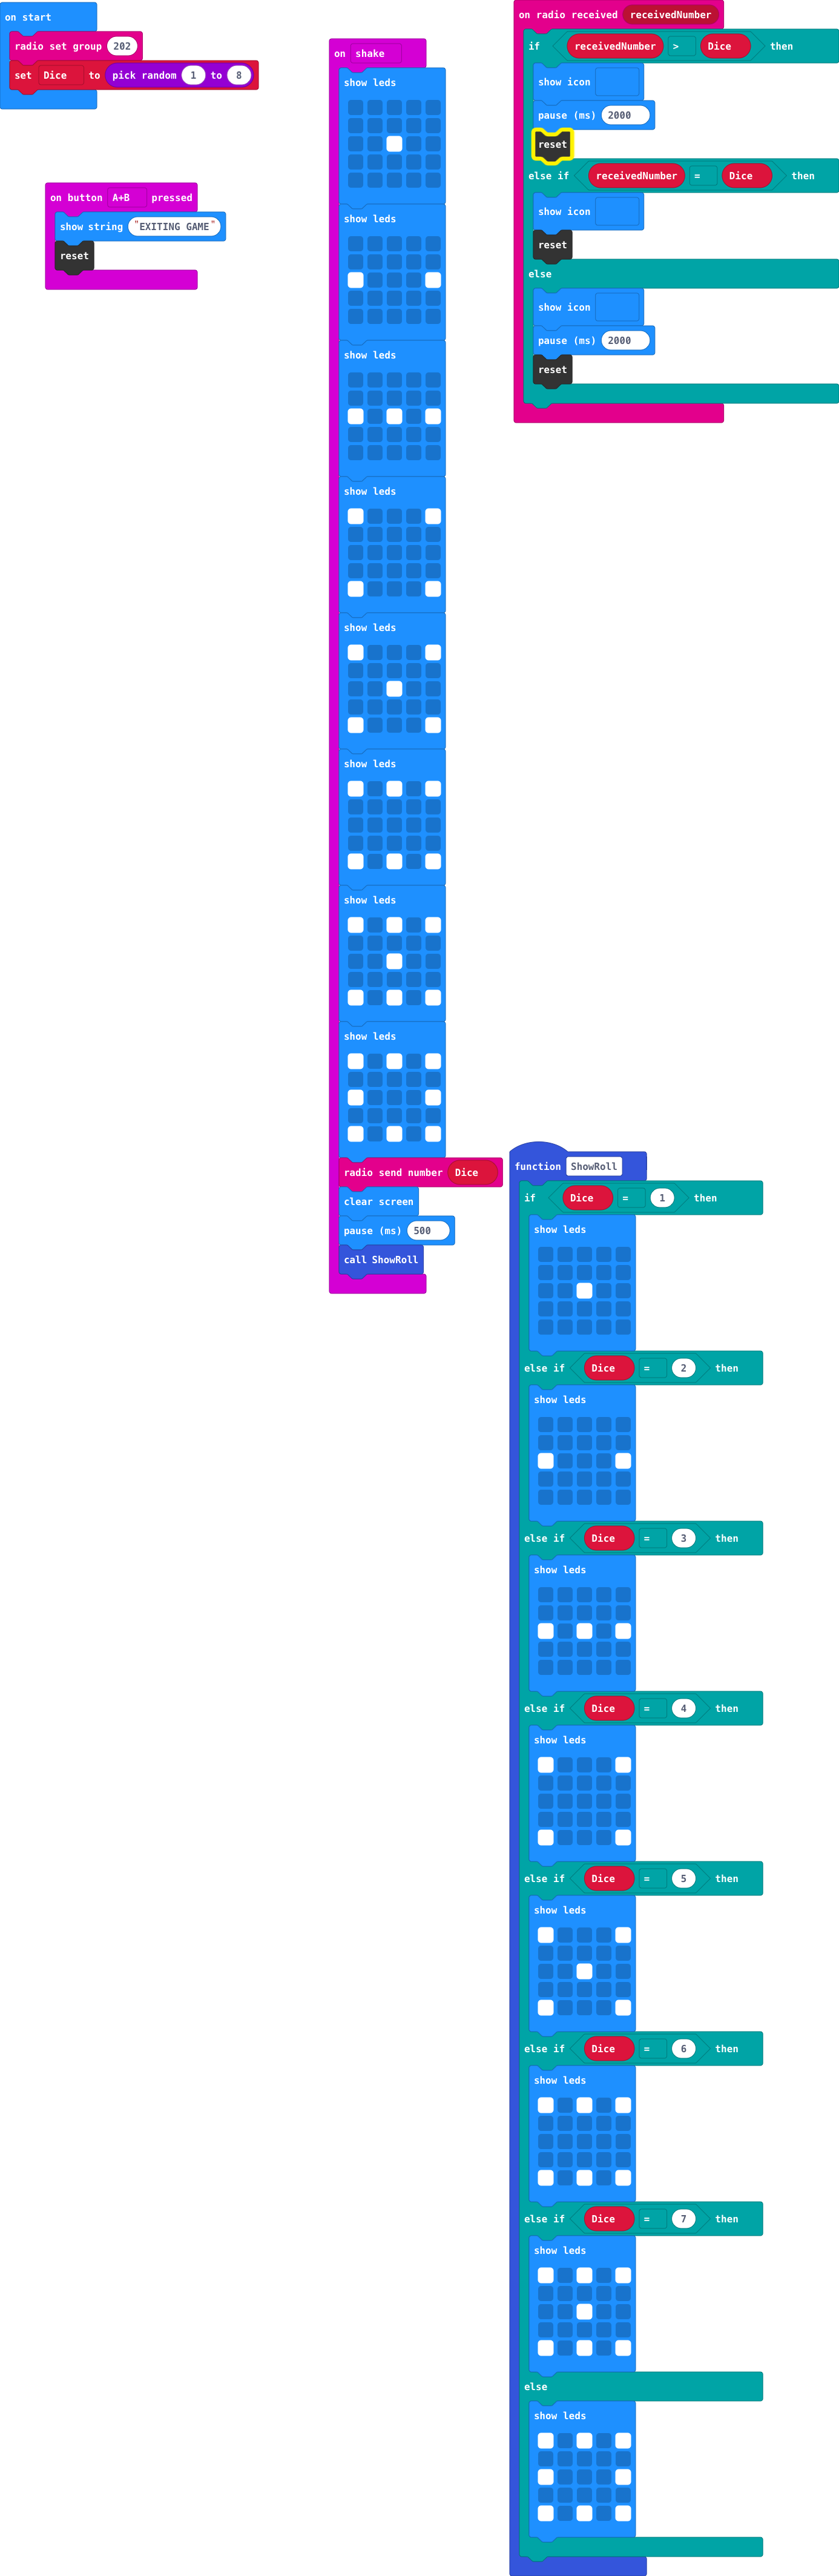 on start
radio set group 202
set Dice to pick random 1 to 8
on button A+B pressed
show string "EXITING GAME"
reset
on shake
show leds
show leds
show leds
show leds
show leds
show leds
show leds
show leds
radio send number Dice
clear screen
pause (ms) 500
call ShowRoll
on radio received receivedNumber
if receivedNumber > Dice then
show icon
pause (ms) 2000
reset
else if receivedNumber = Dice then
show icon
reset
else
show icon
pause (ms) 2000
reset
function ShowRoll
if Dice = 1 then
show leds
else if Dice = 2 then
show leds
else if Dice = 3 then
show leds
else if Dice = 4 then
show leds
else if Dice = 5 then
show leds
else if Dice = 6 then
show leds
else if Dice = 7 then
show leds
else
show leds